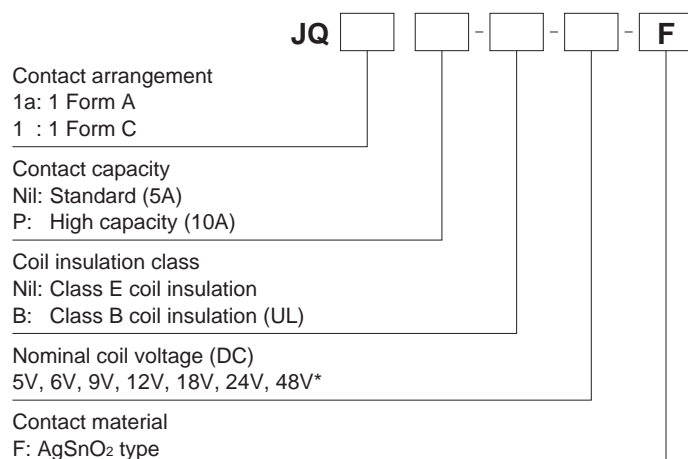 JQ - - - F
Contact arrangement
1a: 1 Form A
1 : 1 Form C
Contact capacity
Nil: Standard (5A)
P: High capacity (10A)
Coil insulation class
Nil: Class E coil insulation
B: Class B coil insulation (UL)
Nominal coil voltage (DC)
5V, 6V, 9V, 12V, 18V, 24V, 48V*
Contact material
F: AgSnO2 type